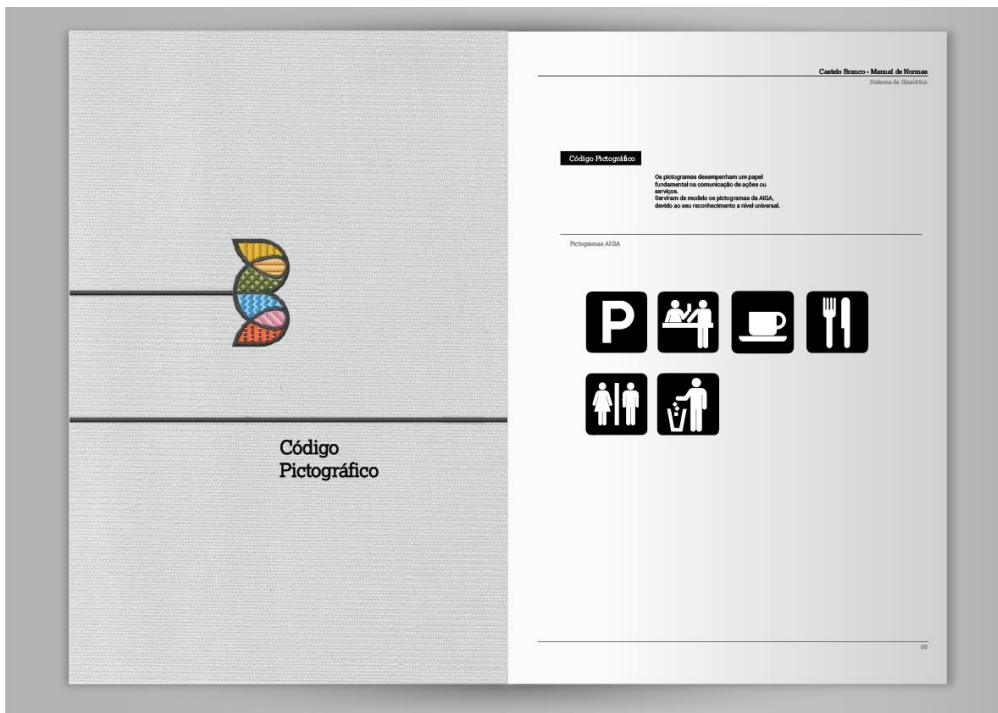 Código
Pictográfico
Castelo Branco - Manual de Normas
Sistema de Sinalética
Código Pictográfico
Os pictogramas desempenham um papel
fundamental na comunicação de ações ou
serviços.
Serviram de modelo os pictogramas da AIGA,
devido ao seu reconhecimento a nível universal.
Pictogramas AIGA
P
08